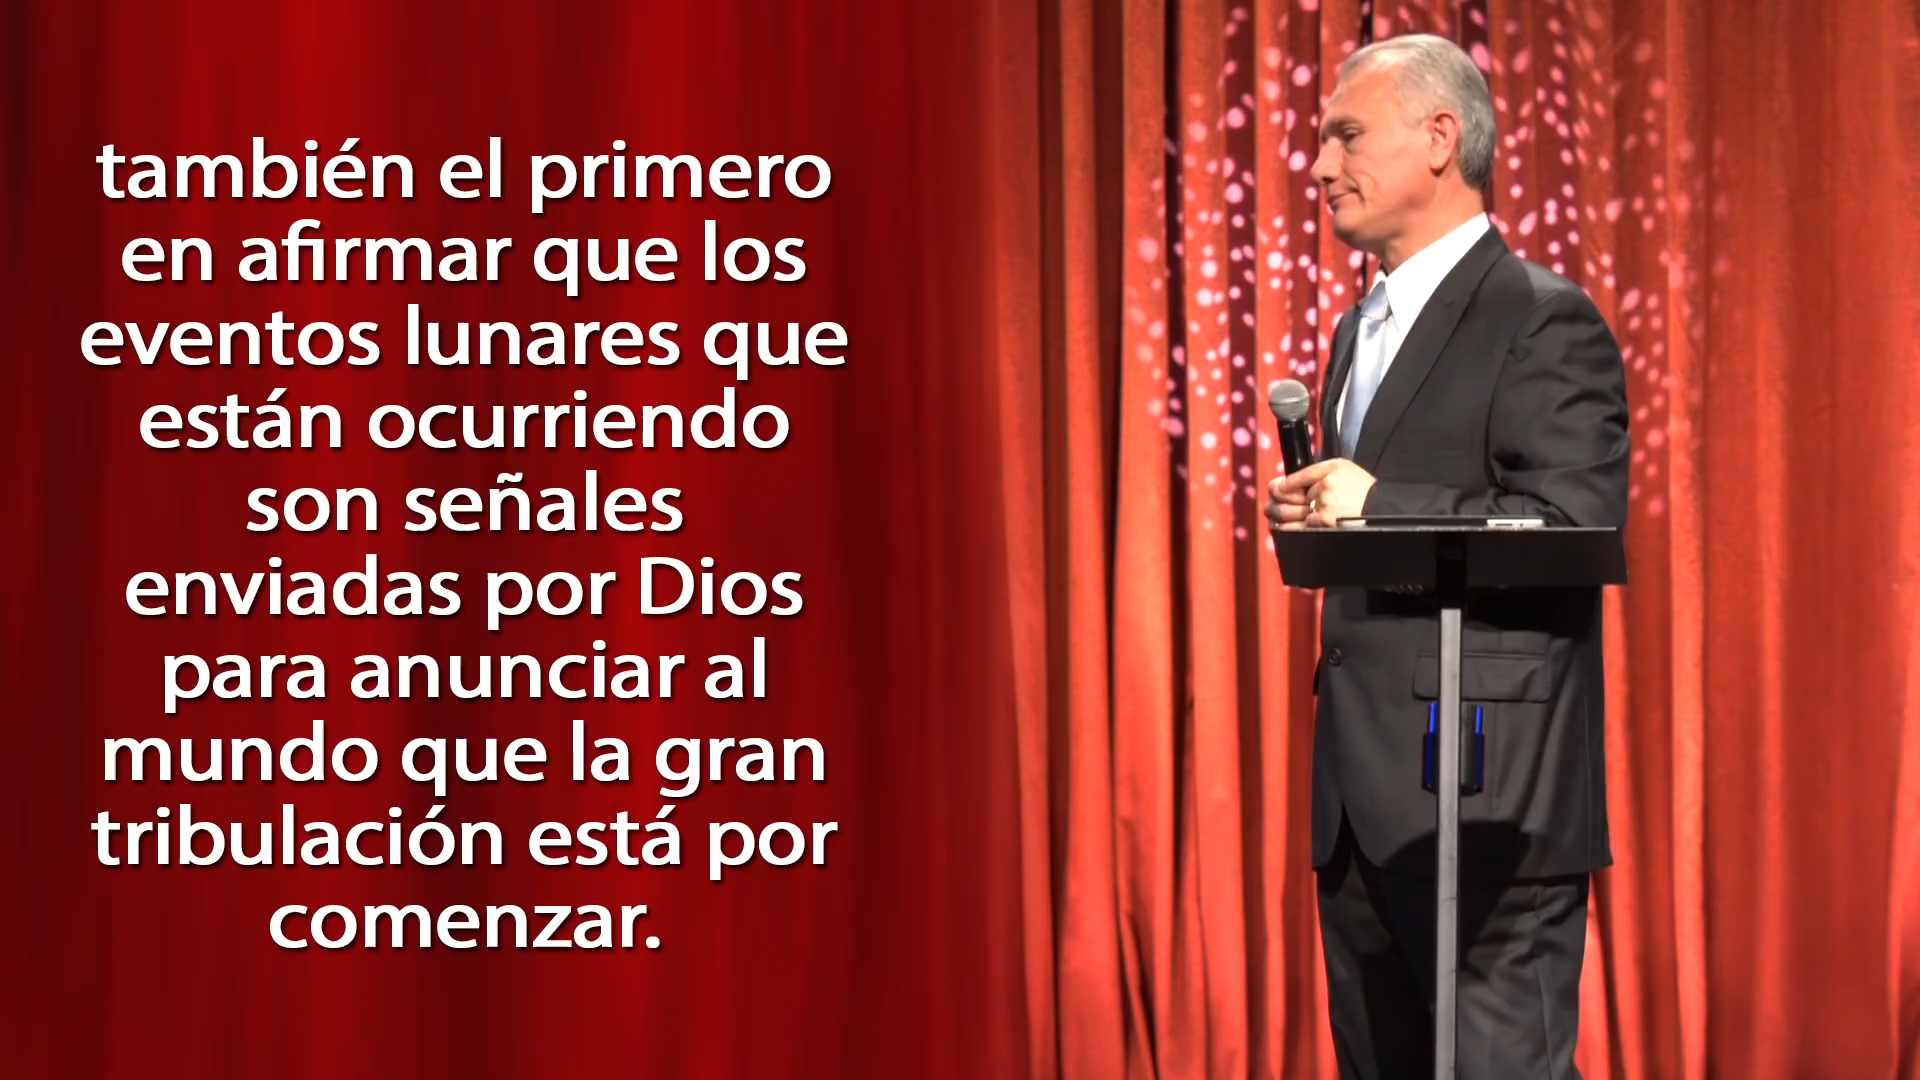 también el primero
en afirmar que los
eventos lunares que
están ocurriendo
son señales
enviadas por Dios
para anunciar al
mundo que la gran
tribulación está por
comenzar.